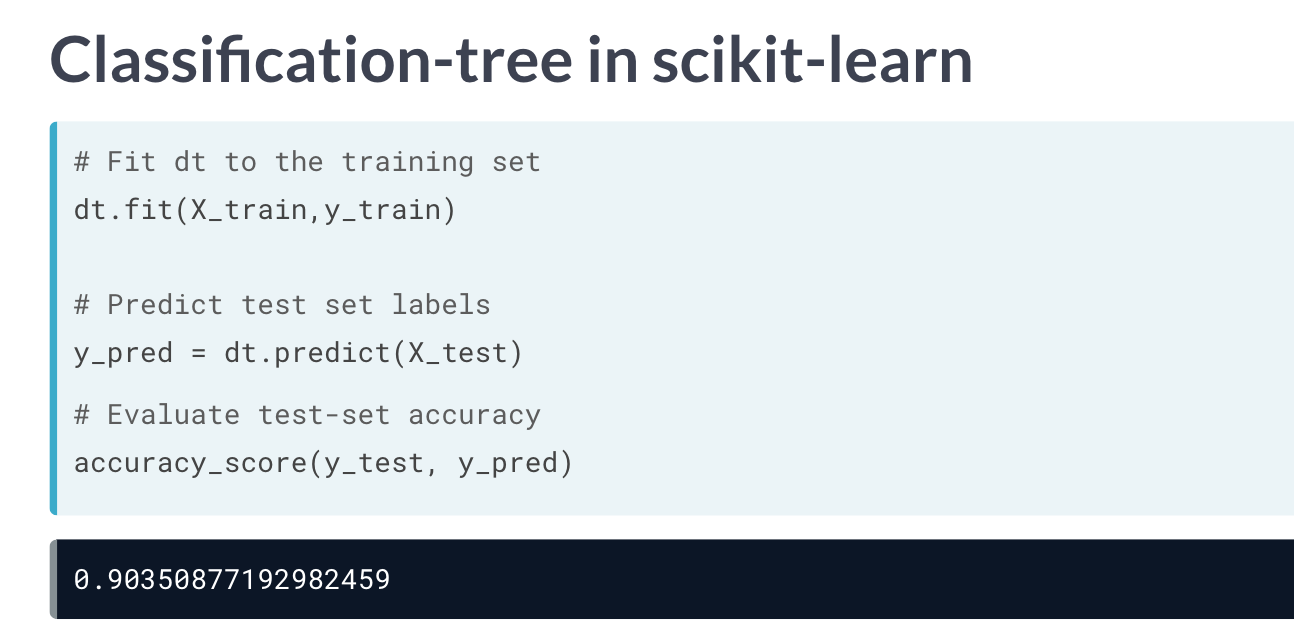 Classification-tree in scikit-learn
# Fit dt to the training set
dt.fit(X_train,y_train)
# Predict test set labels
y_pred = dt.predict(X_test)
# Evaluate test-set accuracy
accuracy_score(y_test, y_pred)
0.90350877192982459